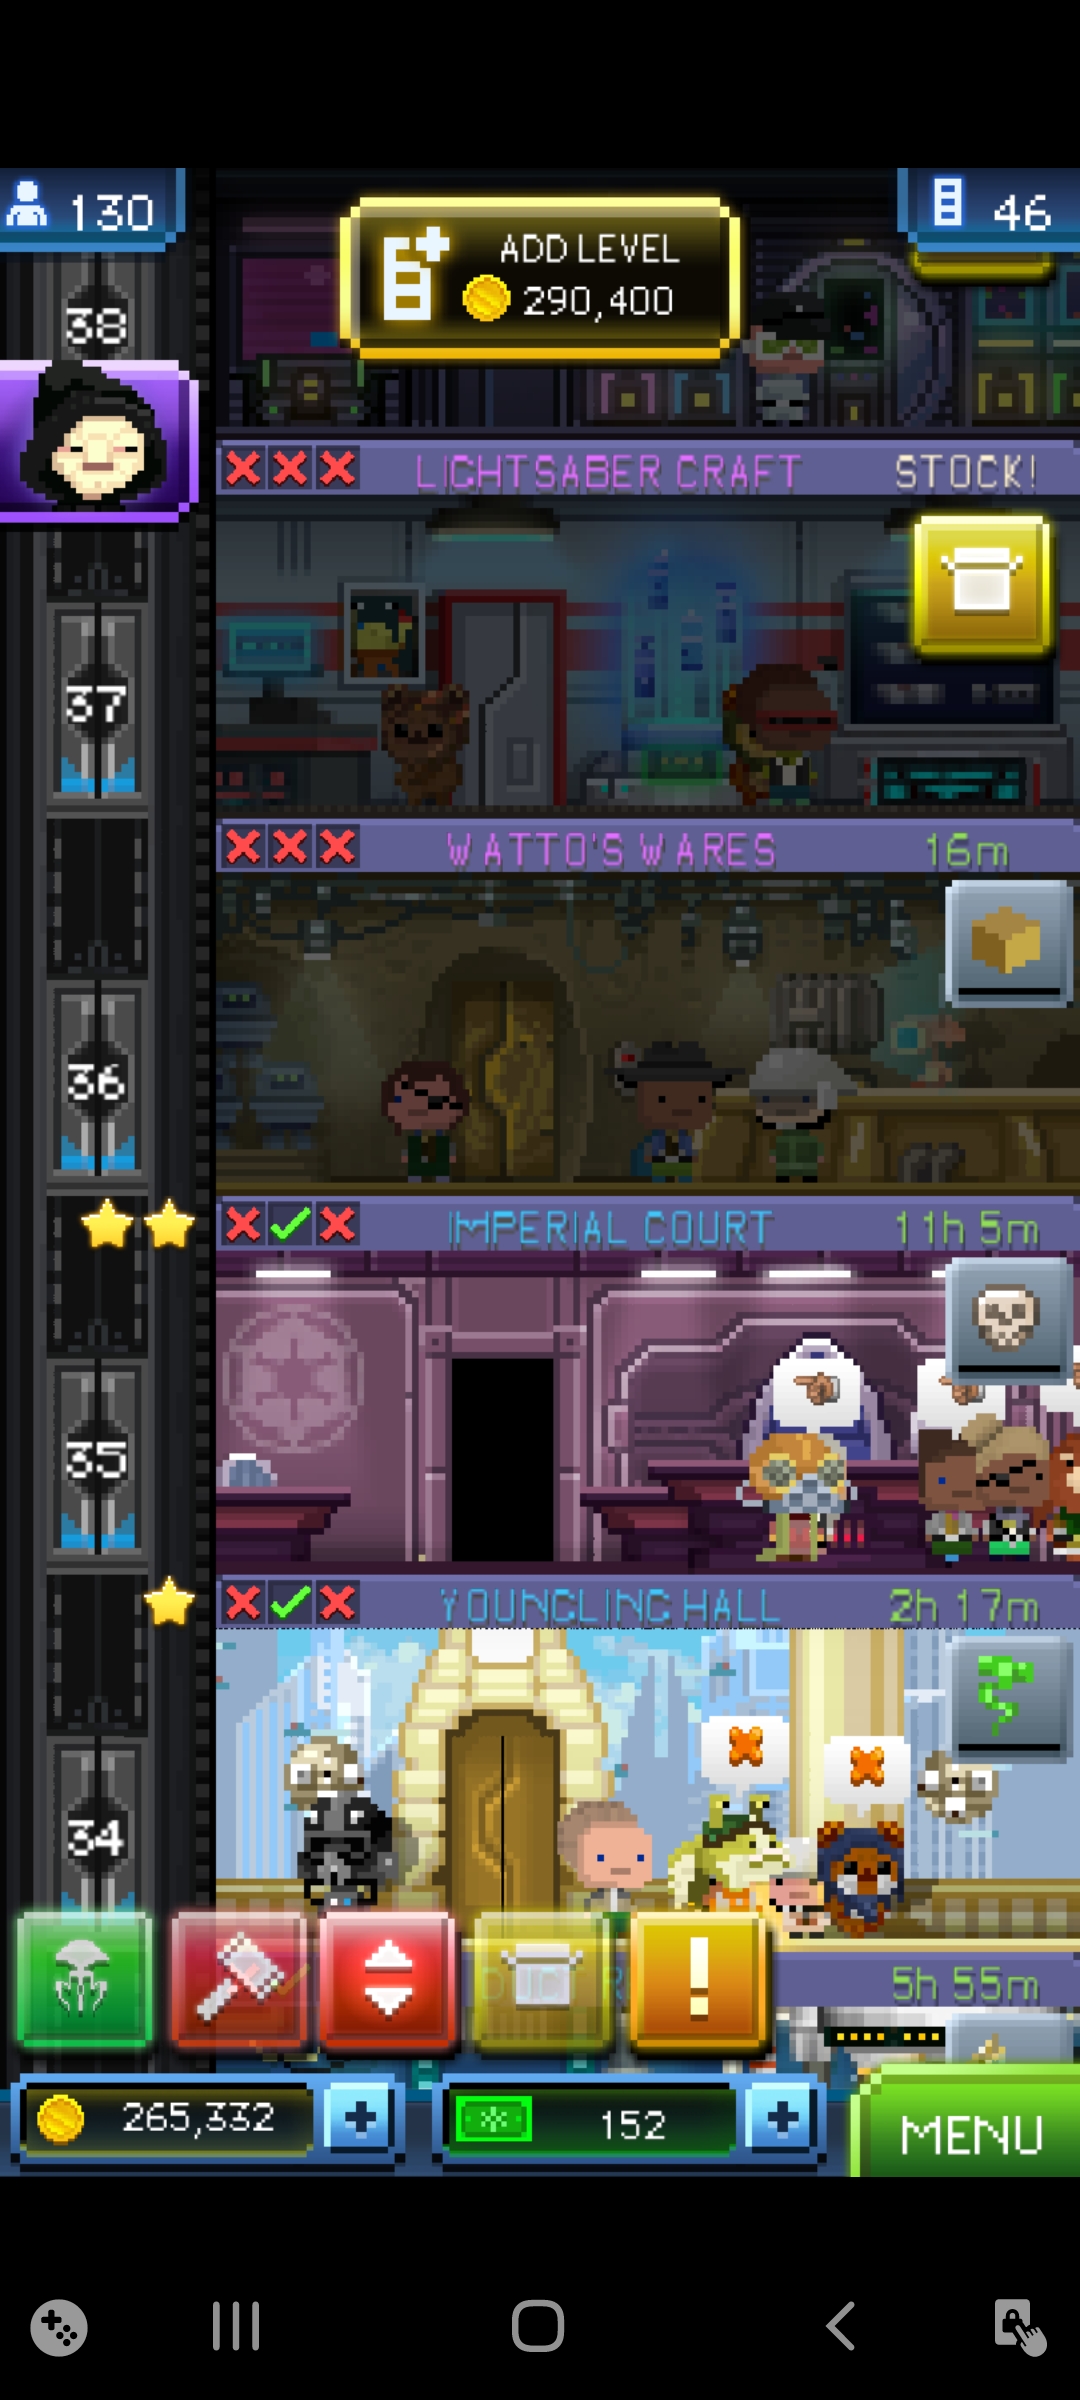 130
ADD LEVEL
290,400
46
38
LIGHTSABER CRAFT
STOCK!
37
WATTO'S WARES
16m
36
IMPERIAL COURT
11h 5m
35
YOUNGLING HALL
2h 17m
34
5h 55m
265,332
152
MENU